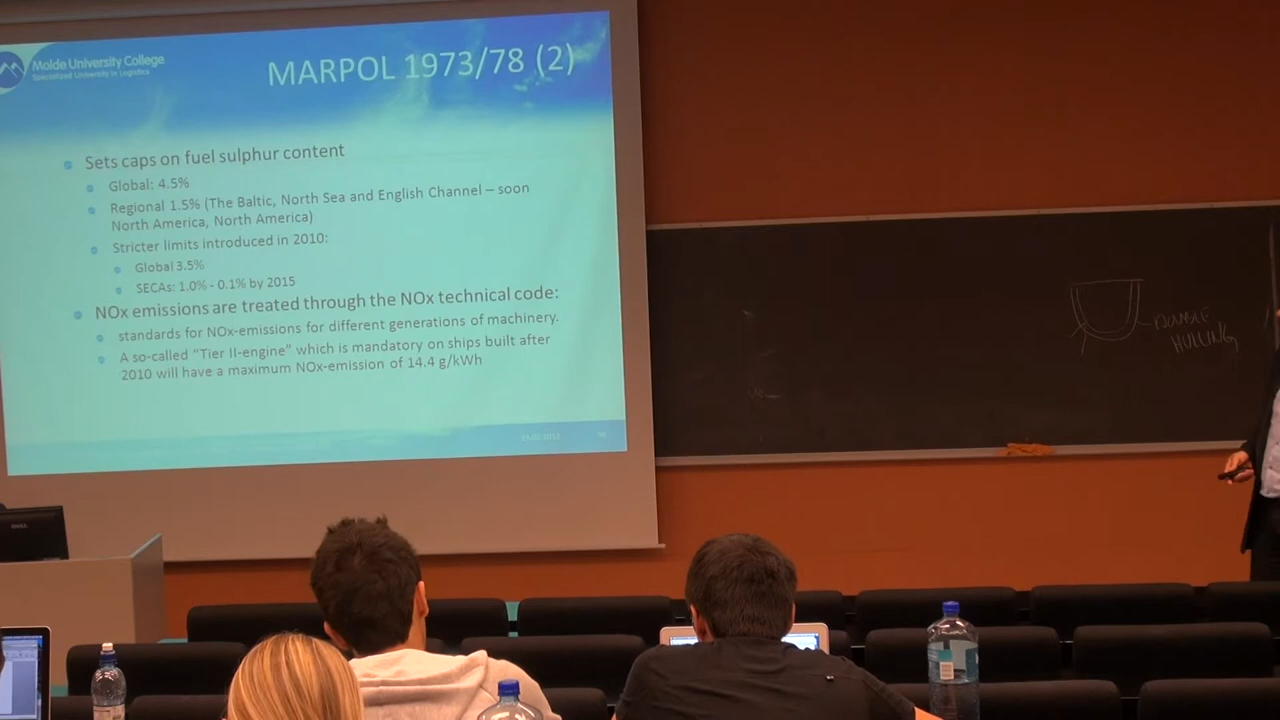 Molde University College
Specialized University in Logistics
MARPOL 1973/78 (2)
Sets caps on fuel sulphur content
Global: 4.5%
Regional 1.5% (The Baltic, North Sea and English Channel – soon
North America, North America)
Stricter limits introduced in 2010:
Global 3.5%
SECAs: 1.0% - 0.1% by 2015
NOx emissions are treated through the NOx technical code:
standards for NOx-emissions for different generations of machinery.
A so-called "Tier II-engine" which is mandatory on ships built after
2010 will have a maximum NOx-emission of 14.4 g/kWh
DOUBLE
HULLING
DELL